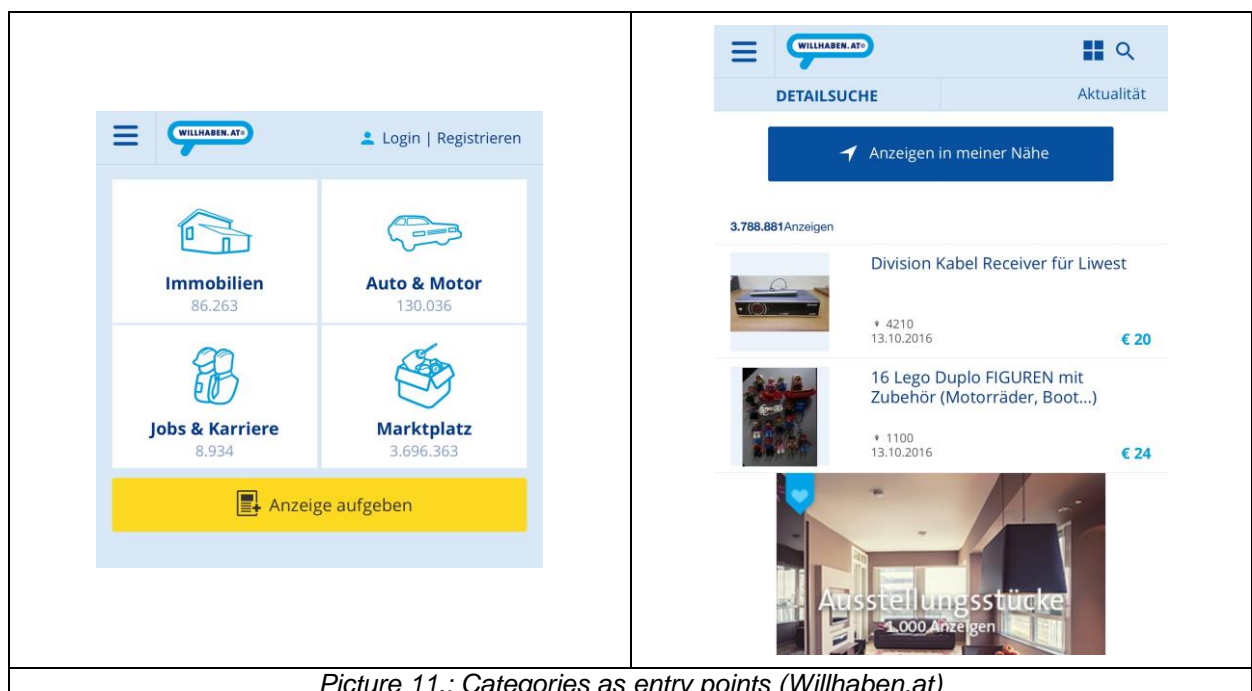 WILLHABEN.AT
Login | Registrieren
Immobilien
86.263
Auto & Motor
130.036
Jobs & Karriere
8.934
Marktplatz
3.696.363
Anzeige aufgeben
WILLHABEN.AT
DETAILSUCHE
Aktualität
Anzeigen in meiner Nähe
3.788.881Anzeigen
Division Kabel Receiver für Liwest
4210
13.10.2016
€ 20
16 Lego Duplo FIGUREN mit
Zubehör (Motorräder, Boot...)
1100
13.10.2016
€ 24
Ausstellungsstücke
1.000 Anzeigen
Picture 11.: Categories as entry points (Willhaben.at)